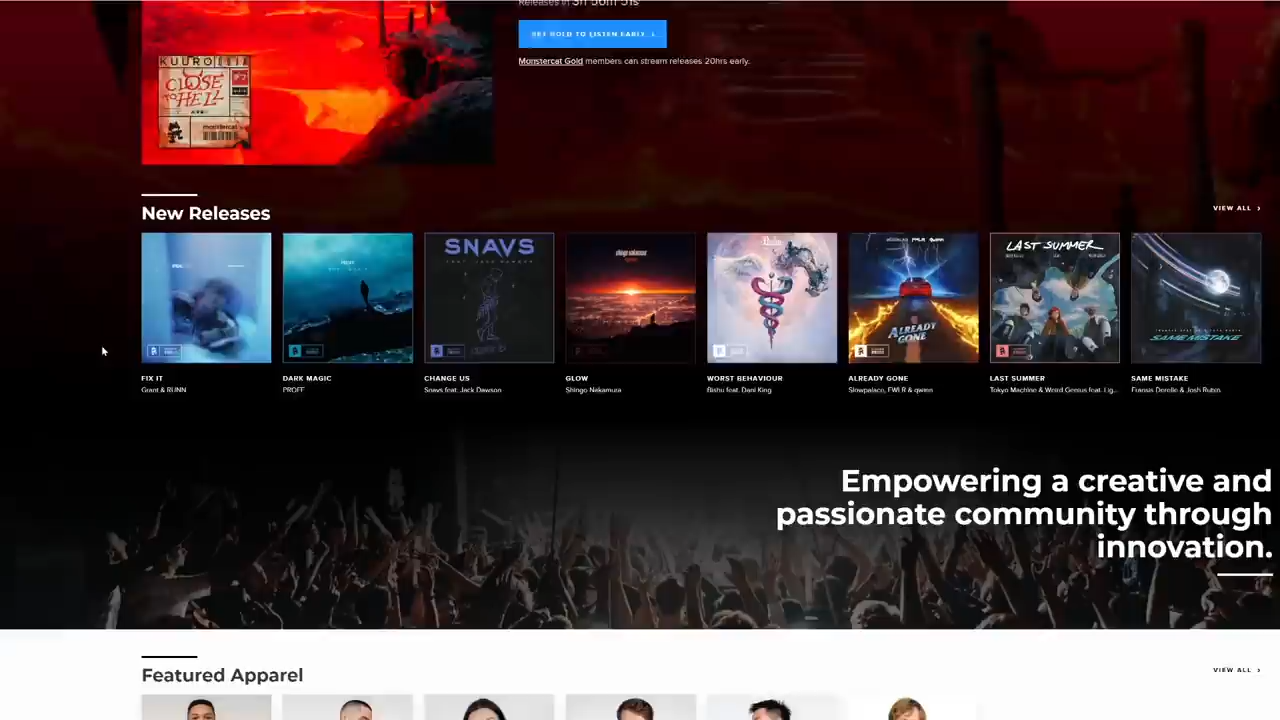 Releases in 3h 50m 51s
GET GOLD TO LISTEN EARLY
Monstercat Gold members can stream releases 20hrs early.
KUURO
CLOSE
TO HELL
monstercat
New Releases
VIEW ALL
SNAVS
LAST SUMMER
ALREADY
GONE
SAME MISTAKE
FIX IT
DARK MAGIC
CHANGE US
GLOW
WORST BEHAVIOUR
ALREADY GONE
LAST SUMMER
SAME MISTAKE
Grant & RUNN
PROFF
Snavs feat. Jack Dawson
Shingo Nakamura
Bishu feat. Dani King
Slowpalace, FWLR & qwren
Tokyo Machine & Weird Genius feat. Lig...
Fransis Derelle & Josh Rubin
Empowering a creative and
passionate community through
innovation.
Featured Apparel
VIEW ALL